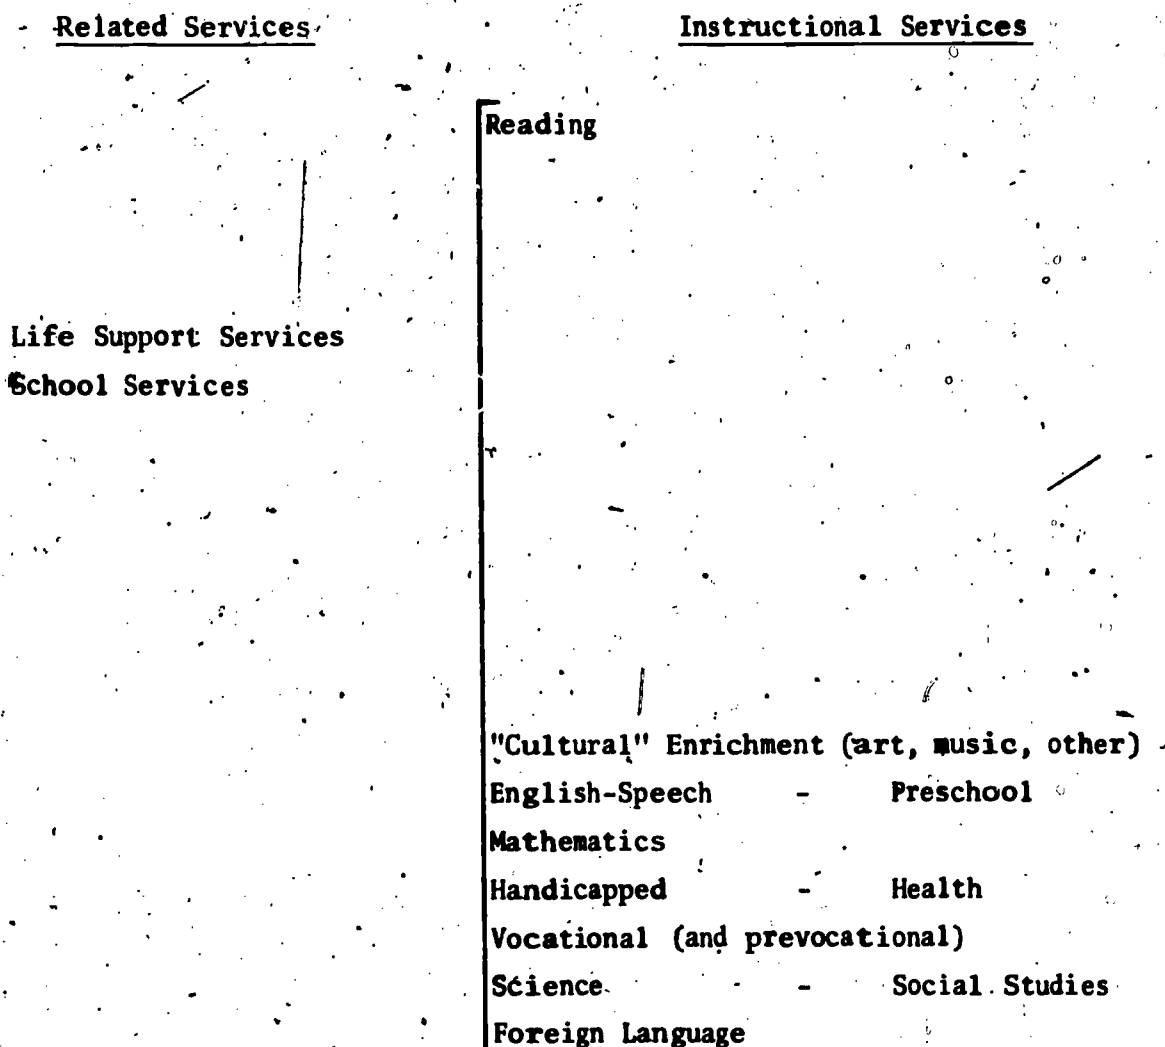 Related Services Instructional Services
Reading
Life Support Services
School Services
"Cultural" Enrichment (art, music, other)
English-Speech - Preschool
Mathematics
Handicapped - Health
Vocational (and prevocational)
Science - Social Studies
Foreign Language